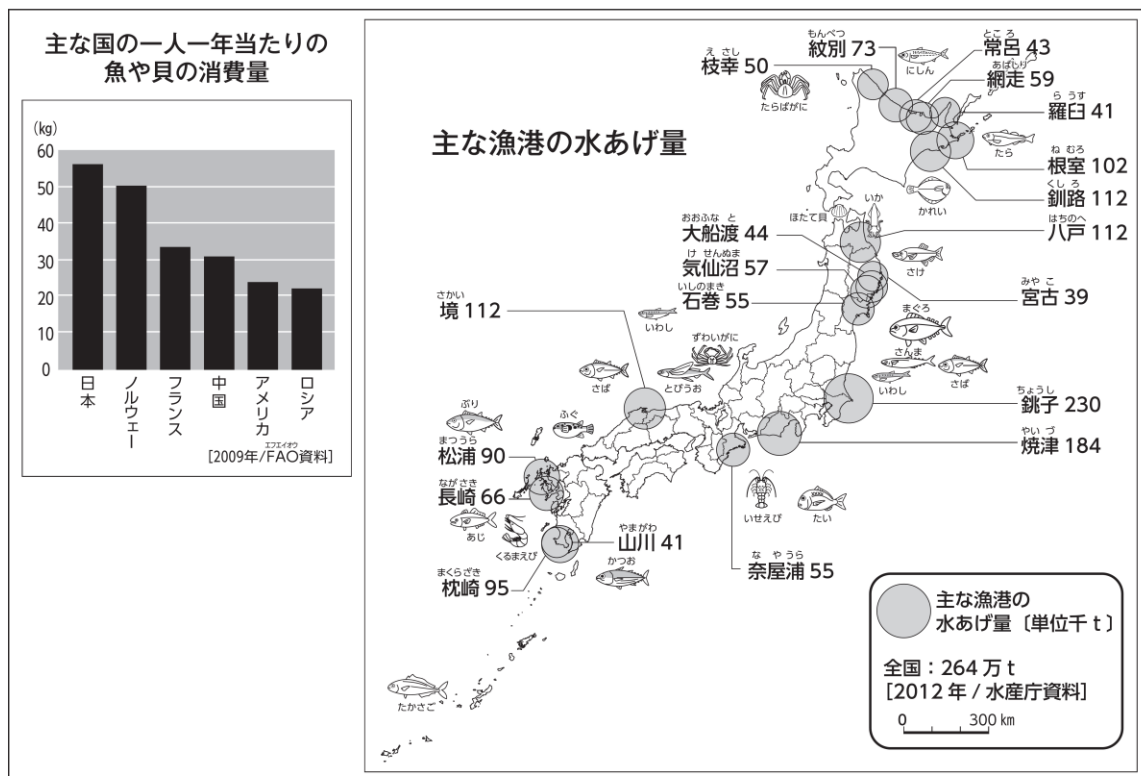 主な国の一人一年当たりの
魚や貝の消費量
(kg)
60
50
40
30
20
10
0
日本
ノルウェー
フランス
中国
アメリカ
ロシア
エフエイオウ
[2009年/FAO資料]
主な漁港の水あげ量
えさし
枝幸 50
もんべつ
紋別 73
ところ
常呂 43
あばしり
網走 59
らうす
羅臼 41
ねむろ
根室 102
くしろ
釧路 112
はちのへ
八戸 112
おおふなと
大船渡 44
けせんぬま
気仙沼 57
いしのまき
石巻 55
みやこ
宮古 39
さかい
境 112
ちょうし
銚子 230
やいづ
焼津 184
まつうら
松浦 90
ながさき
長崎 66
やまがわ
山川 41
まくらざき
枕崎 95
なやうら
奈屋浦 55
にしん
たらばがに
たら
かれい
いか
ほたて貝
さけ
まぐろ
さんま
いわし
さば
いわし
ずわいがに
さば
とびうお
ぶり
ふぐ
あじ
くるまえび
かつお
いせえび
たい
たかさご
主な漁港の
水あげ量〔単位千t〕
全国:264万t
[2012年/水産庁資料]
0 300 km